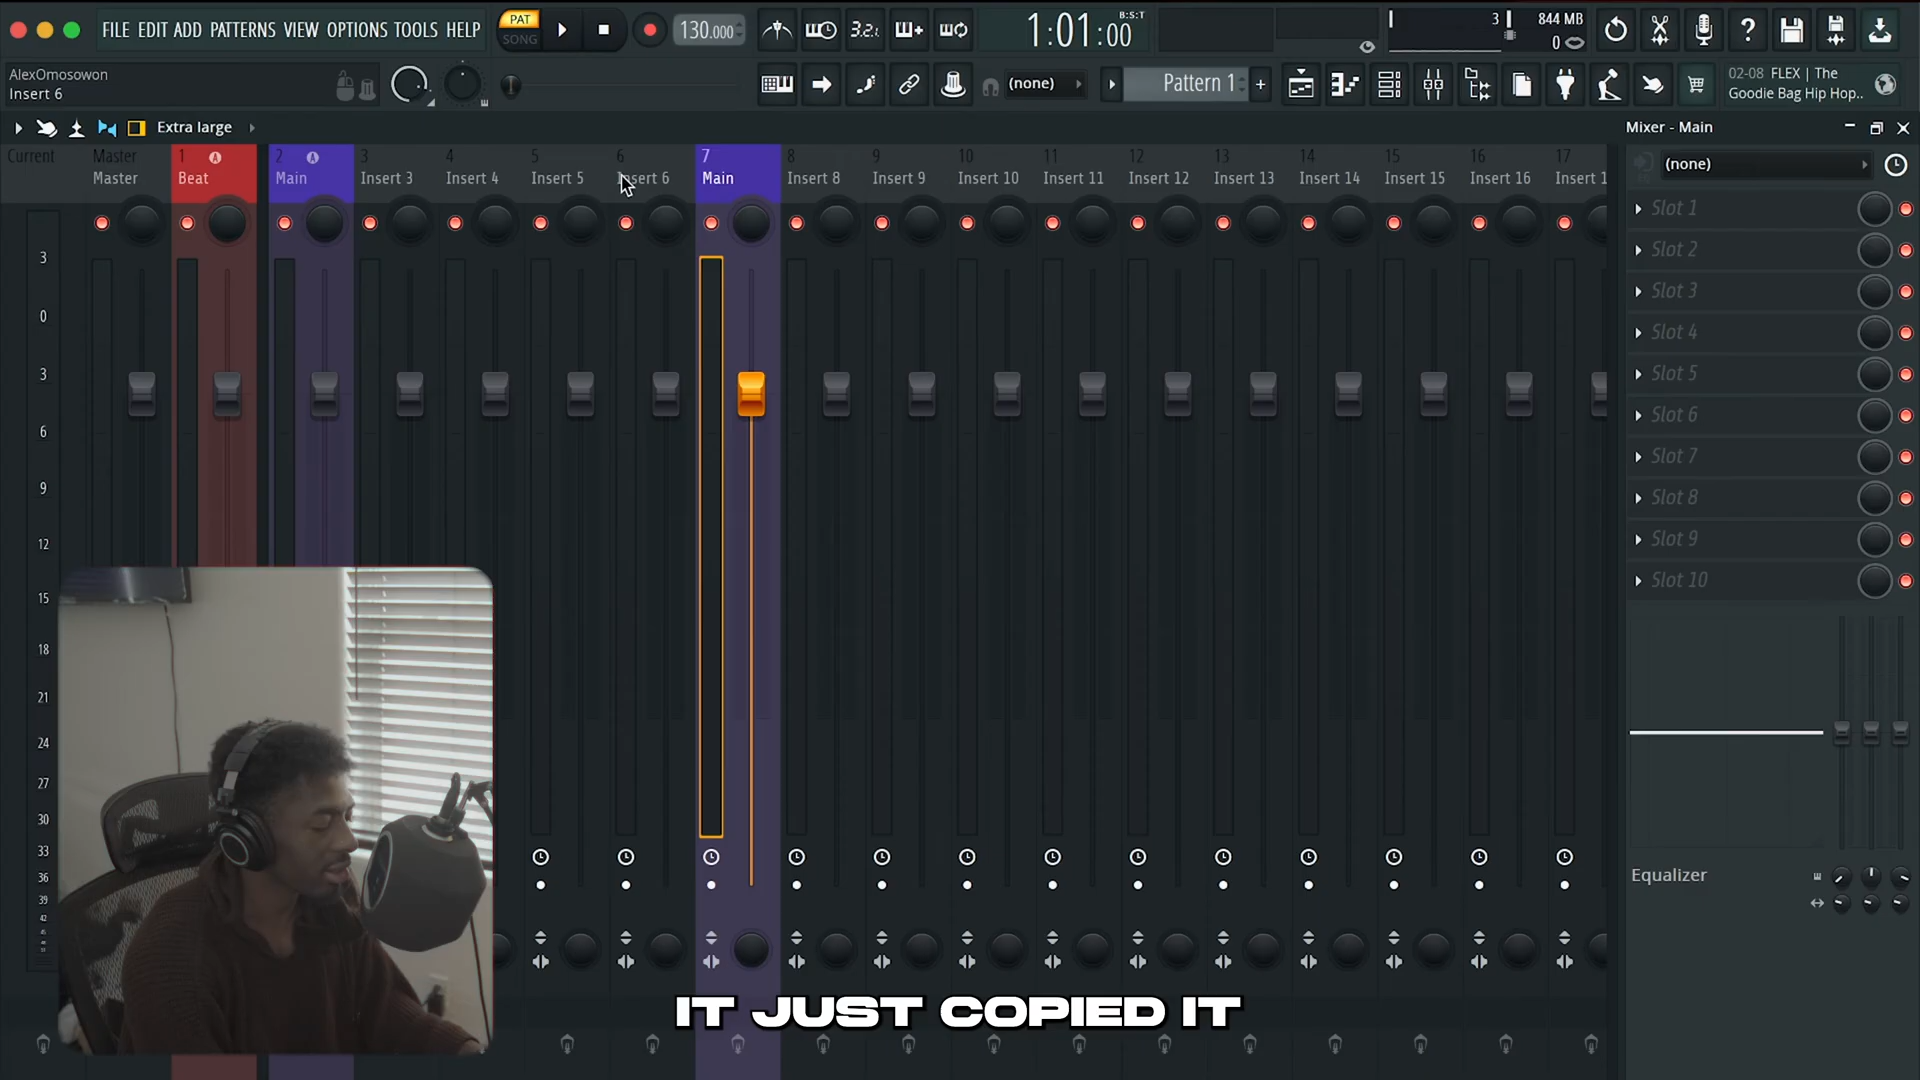 FILE EDIT ADD PATTERNS VIEW OPTIONS TOOLS HELP
PAT
SONG
130.000
3.2.
1:01:00
B:S:T
3
844 MB
0
AlexOmosowon
Insert 6
(none)
Pattern 1
+
02-08 FLEX | The
Goodie Bag Hip Hop..
Extra large
Mixer - Main
Current
Master
Master
1
Beat
2
Main
3
Insert 3
4
Insert 4
5
Insert 5
6
Insert 6
7
Main
8
Insert 8
9
Insert 9
10
Insert 10
11
Insert 11
12
Insert 12
13
Insert 13
14
Insert 14
15
Insert 15
16
Insert 16
17
Insert 1
(none)
Slot 1
Slot 2
Slot 3
Slot 4
Slot 5
Slot 6
Slot 7
Slot 8
Slot 9
Slot 10
3
0
3
6
9
12
15
18
21
24
27
30
33
36
39
Equalizer
IT JUST COPIED IT